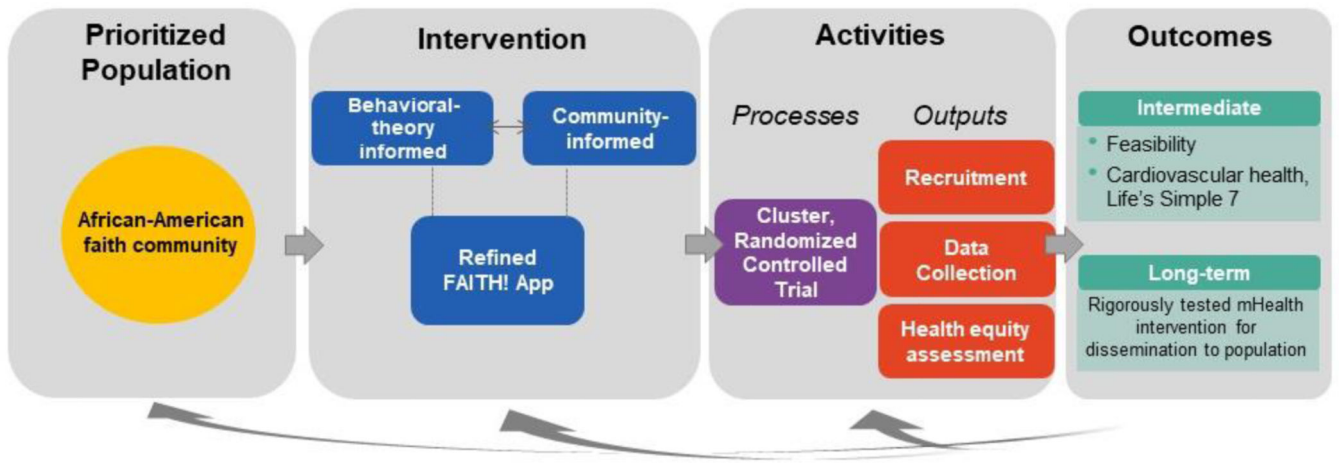 Prioritized
Population
African-American
faith community
Intervention
Behavioral-
theory
informed
Community-
informed
Refined
FAITH! App
Activities
Processes
Outputs
Cluster,
Randomized
Controlled
Trial
Recruitment
Data
Collection
Health equity
assessment
Outcomes
Intermediate
• Feasibility
• Cardiovascular health,
Life's Simple 7
Long-term
Rigorously tested mHealth
intervention for
dissemination to population